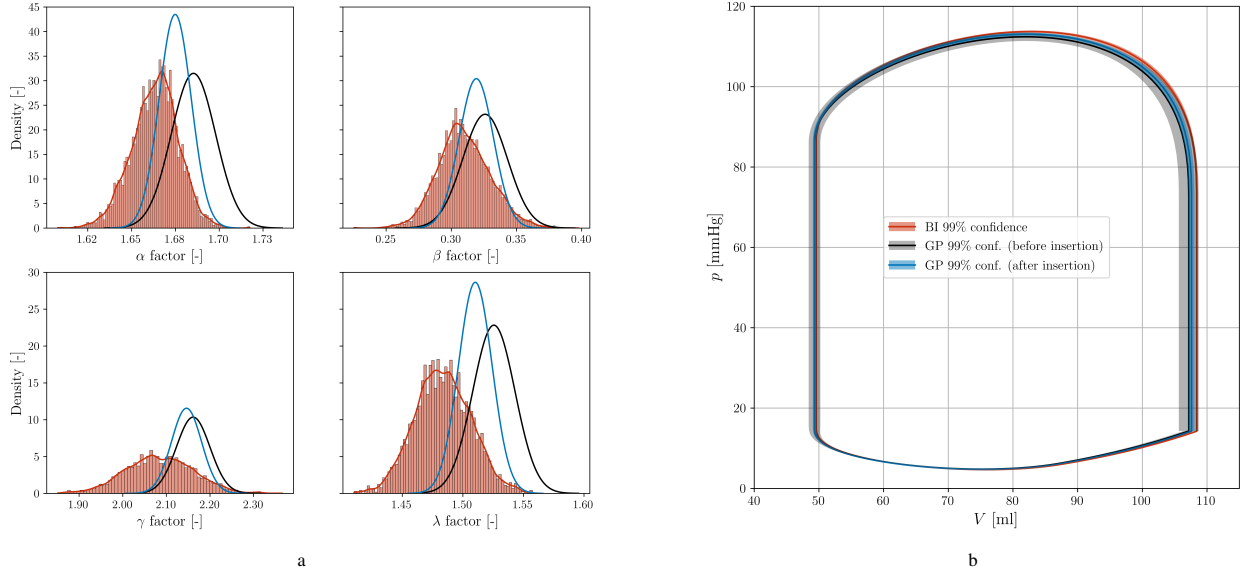 45
40
35
30
25
20
15
10
5
0
Density [-]
1.62 1.65 1.68 1.70 1.73
α factor [-]
0.25 0.30 0.35 0.40
β factor [-]
30
25
20
15
10
5
0
Density [-]
1.90 2.00 2.10 2.20 2.30
γ factor [-]
1.45 1.50 1.55 1.60
λ factor [-]
a
120
100
80
60
40
20
0
p [mmHg]
BI 99% confidence
GP 99% conf. (before insertion)
GP 99% conf. (after insertion)
40 50 60 70 80 90 100 110
V [ml]
b